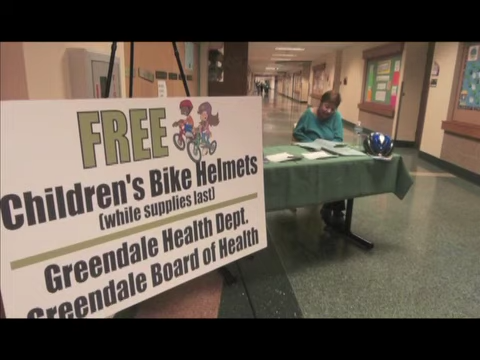 FREE
Children's Bike Helmets
(while supplies last)
Greendale Health Dept.
Greendale Board of Health